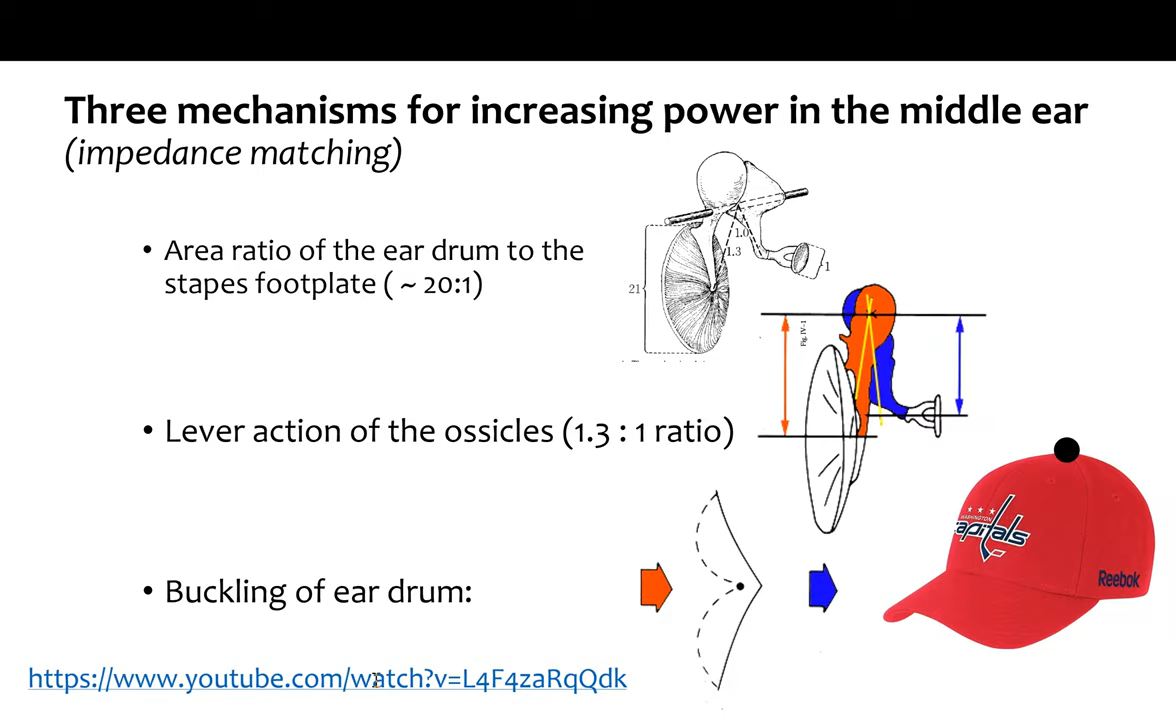 Three mechanisms for increasing power in the middle ear
(impedance matching)
• Area ratio of the ear drum to the
stapes footplate ( ~ 20:1)
1.0
1.3
1
21
Fig. IV-1
• Lever action of the ossicles (1.3 : 1 ratio)
WASHINGTON
capitals
Reebok
• Buckling of ear drum:
https://www.youtube.com/watch?v=L4F4zaRqQdk